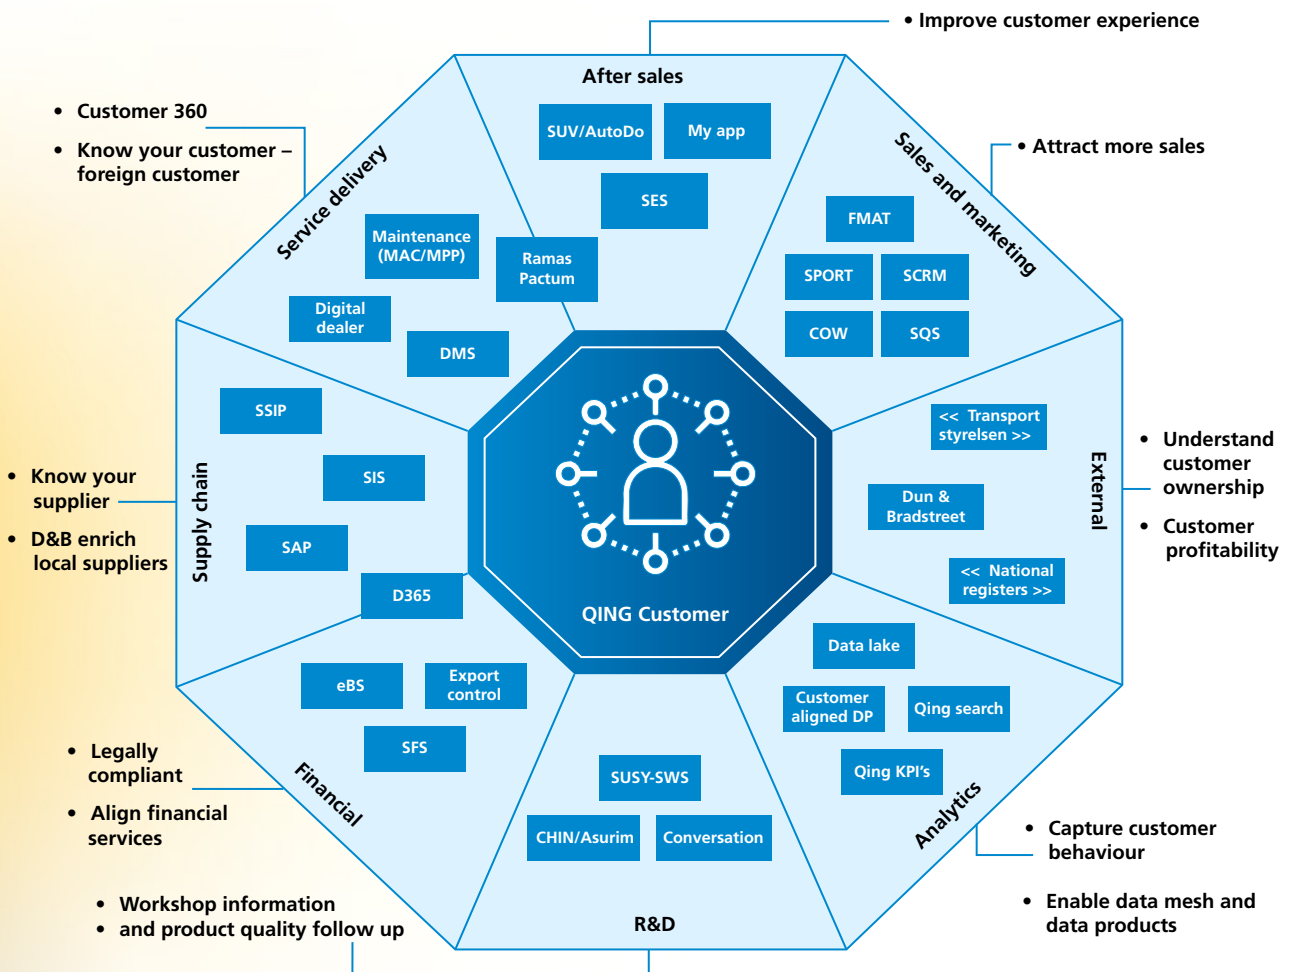 • Improve customer experience
After sales
SUV/AutoDo
My app
SES
• Customer 360
• Know your customer –
foreign customer
Service delivery
Maintenance
(MAC/MPP)
Ramas
Pactum
Digital
dealer
DMS
• Attract more sales
Sales and marketing
FMAT
SPORT
SCRM
COW
SQS
SSIP
SIS
SAP
D365
Supply chain
• Know your
supplier
• D&B enrich
local suppliers
QING Customer
<< Transport
styrelsen >>
Dun &
Bradstreet
<< National
registers >>
External
• Understand
customer
ownership
• Customer
profitability
eBS
Export
control
SFS
Financial
• Legally
compliant
• Align financial
services
SUSY-SWS
CHIN/Asurim
Conversation
R&D
• Workshop information
• and product quality follow up
Data lake
Customer
aligned DP
Qing search
Qing KPI’s
Analytics
• Capture customer
behaviour
• Enable data mesh and
data products